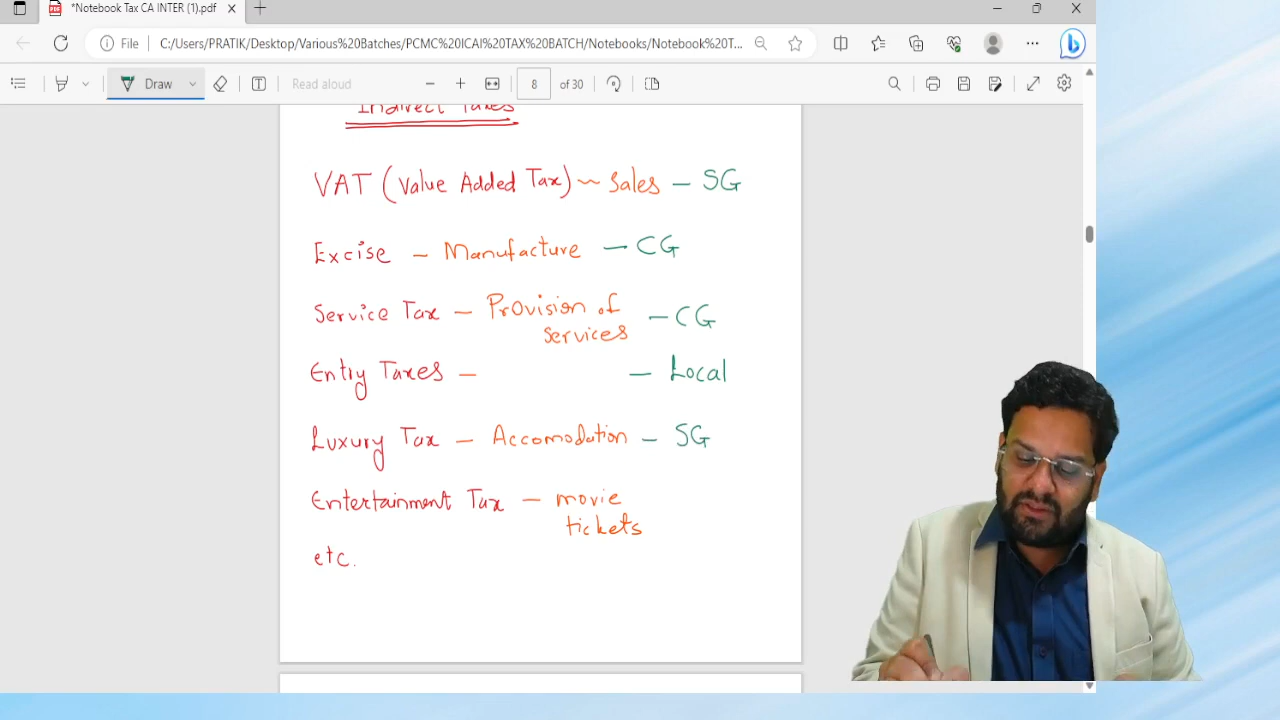 *Notebook Tax CA INTER (1).pdf
File C:/Users/PRATIK/Desktop/Various%20Batches/PCMC%20ICAI%20TAX%20BATCH/Notebooks/Notebook%20T...
Draw Read aloud 8 of 30
Indirect Taxes
VAT (Value Added Tax) ~ Sales - SG
Excise - Manufacture - CG
Service Tax - Provision of
services - CG
Entry Taxes - - Local
Luxury Tax - Accomodation - SG
Entertainment Tax - movie
tickets
etc.